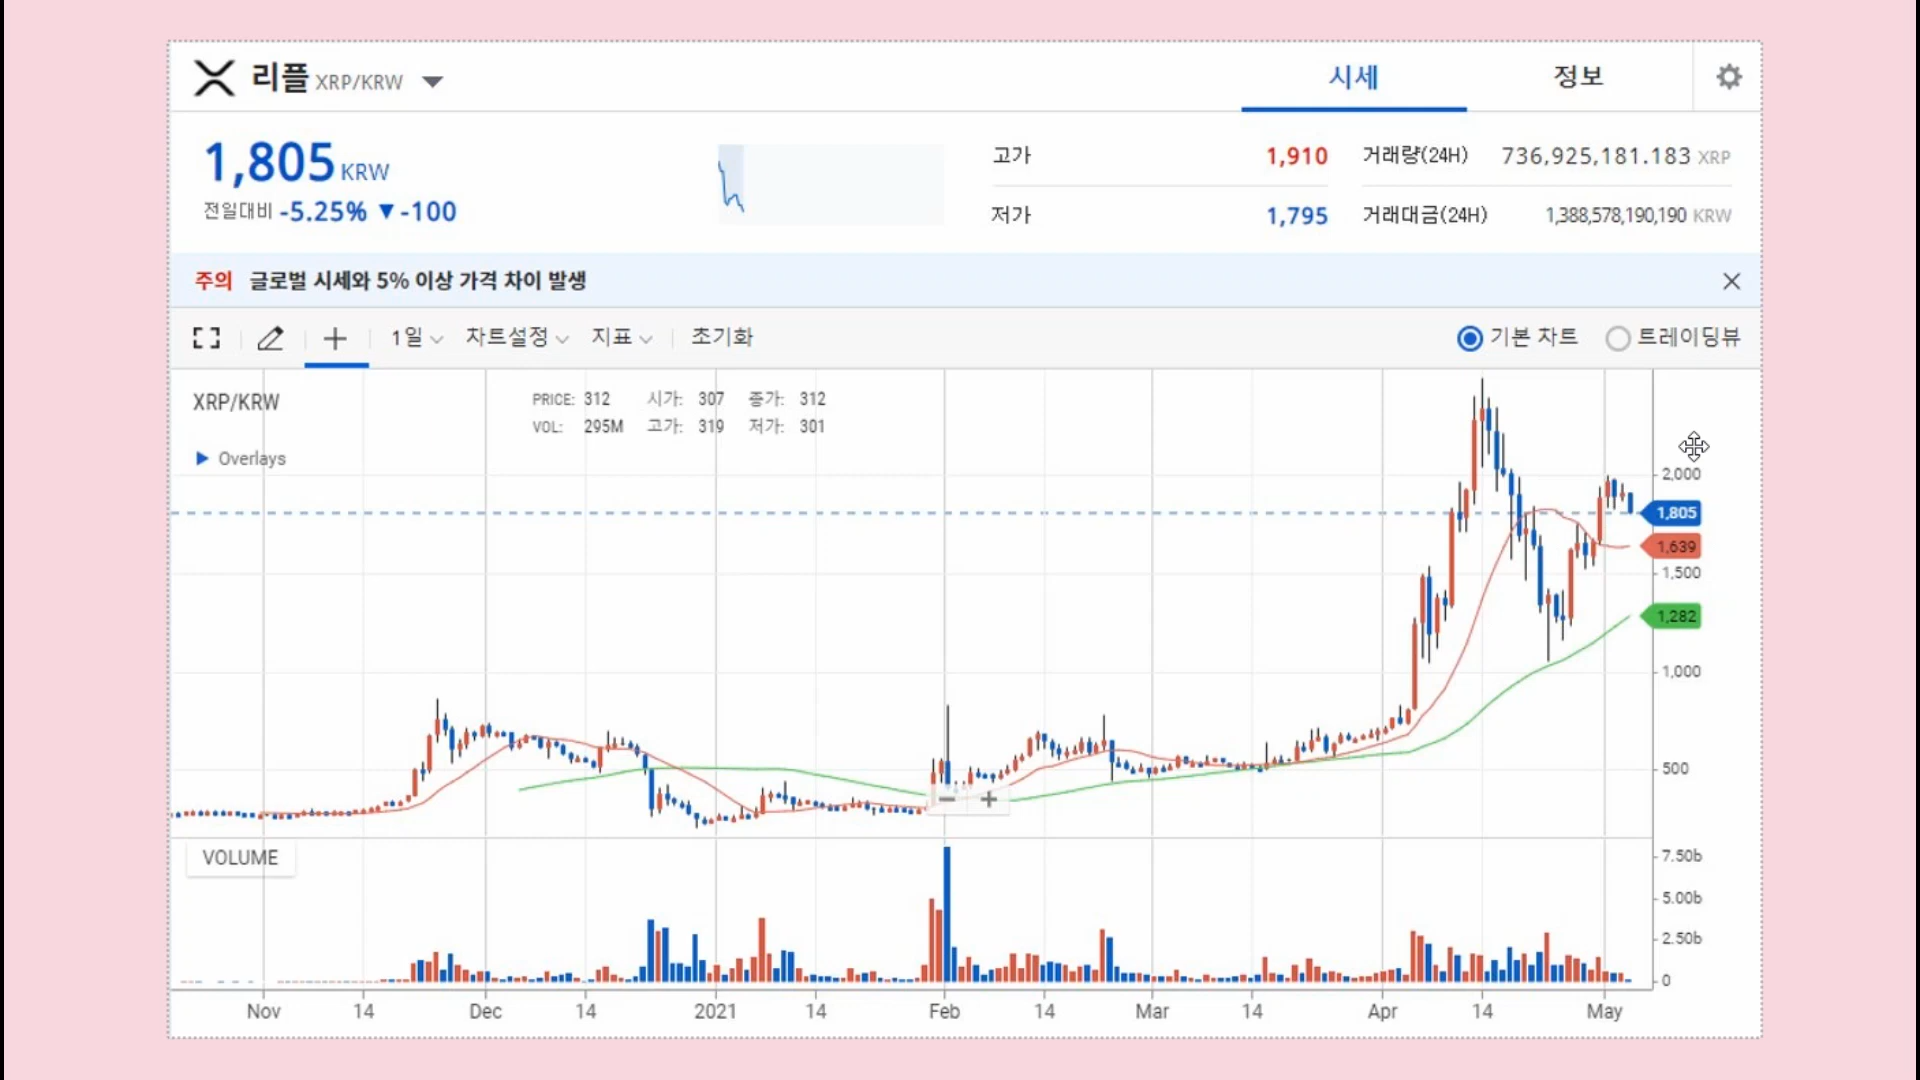 리플 XRP/KRW 시세 정보
1,805 KRW
전일대비 -5.25% ▼-100
고가 1,910 거래량(24H) 736,925,181.183 XRP
저가 1,795 거래대금(24H) 1,388,578,190,190 KRW
주의 글로벌 시세와 5% 이상 가격 차이 발생
1일 차트설정 지표 초기화 기본 차트 트레이딩뷰
XRP/KRW
PRICE: 312 시가: 307 종가: 312
VOL: 295M 고가: 319 저가: 301
Overlays
2,000
1,805
1,639
1,500
1,282
1,000
500
VOLUME
7.50b
5.00b
2.50b
0
Nov 14 Dec 14 2021 14 Feb 14 Mar 14 Apr 14 May